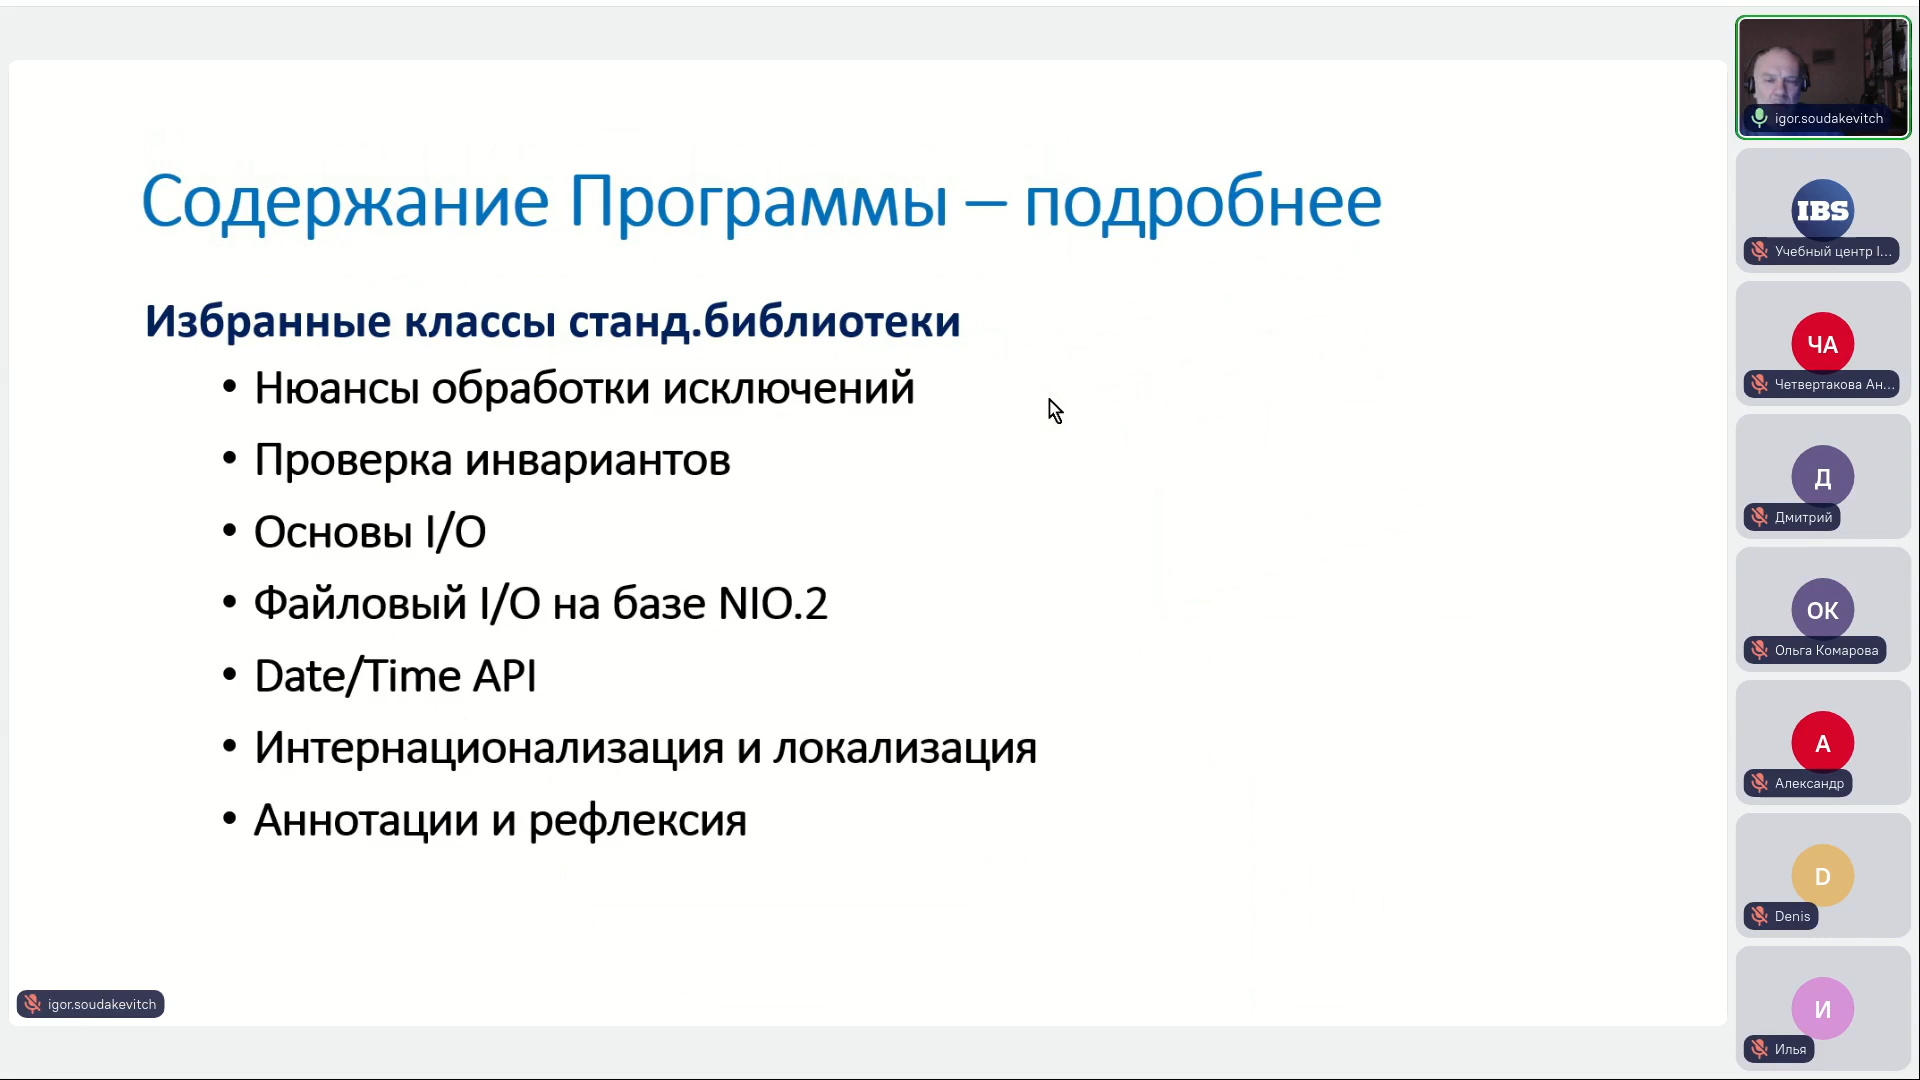 Содержание Программы – подробнее
Избранные классы станд.библиотеки
• Нюансы обработки исключений
• Проверка инвариантов
• Основы I/O
• Файловый I/O на базе NIO.2
• Date/Time API
• Интернационализация и локализация
• Аннотации и рефлексия
igor.soudakevitch
igor.soudakevitch
IBS
Учебный центр I...
ЧА
Четвертакова Ан...
Д
Дмитрий
ОК
Ольга Комарова
А
Александр
D
Denis
И
Илья